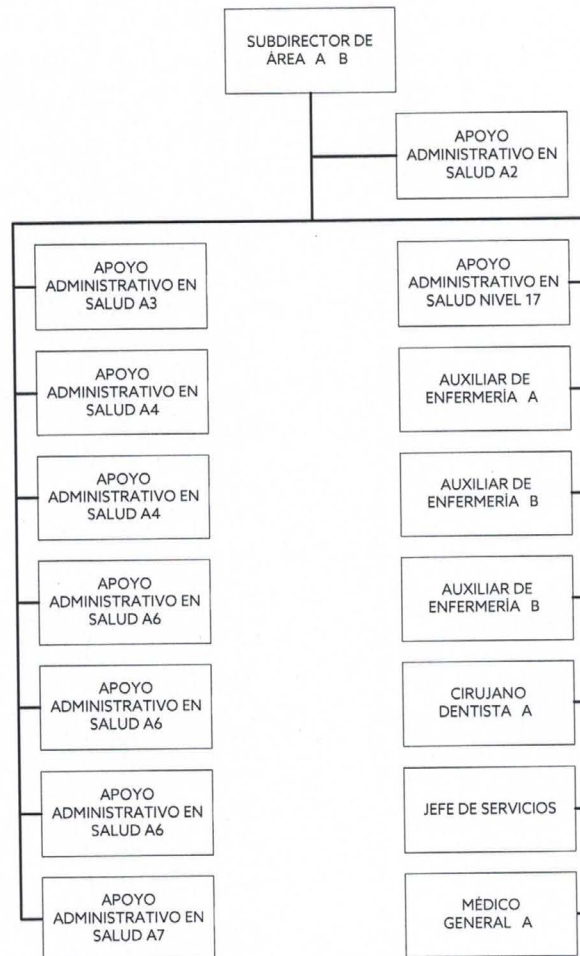 SUBDIRECTOR DE
ÁREA A B
APOYO
ADMINISTRATIVO EN
SALUD A2
APOYO
ADMINISTRATIVO EN
SALUD A3
APOYO
ADMINISTRATIVO EN
SALUD A4
APOYO
ADMINISTRATIVO EN
SALUD A4
APOYO
ADMINISTRATIVO EN
SALUD A6
APOYO
ADMINISTRATIVO EN
SALUD A6
APOYO
ADMINISTRATIVO EN
SALUD A6
APOYO
ADMINISTRATIVO EN
SALUD A7
APOYO
ADMINISTRATIVO EN
SALUD NIVEL 17
AUXILIAR DE
ENFERMERÍA A
AUXILIAR DE
ENFERMERÍA B
AUXILIAR DE
ENFERMERÍA B
CIRUJANO
DENTISTA A
JEFE DE SERVICIOS
MÉDICO
GENERAL A